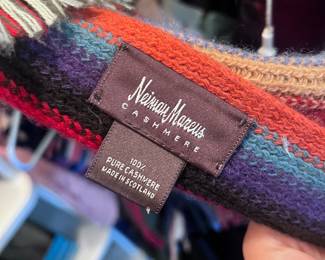 Neiman Marcus
CASHMERE
100%
PURE CASHMERE
MADE IN SCOTLAND